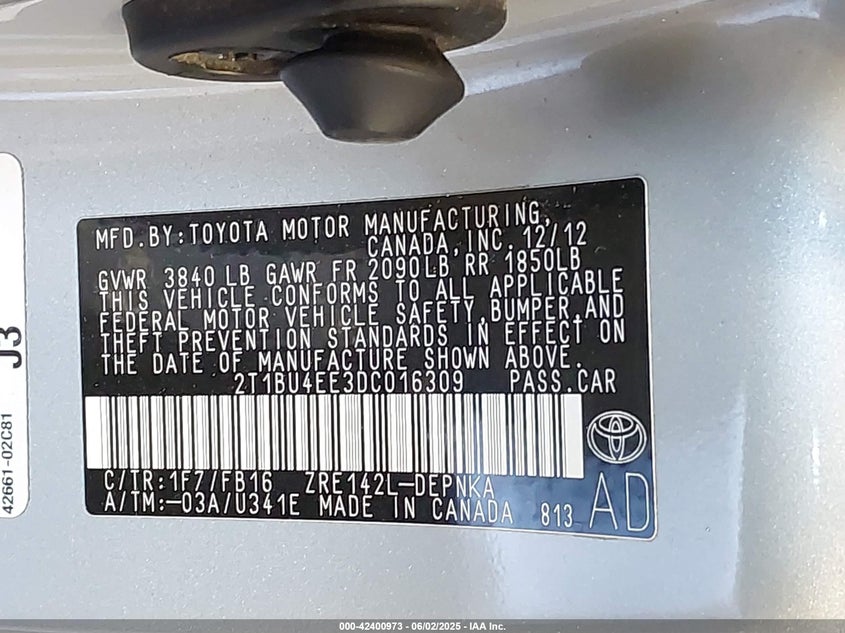 MFD.BY:TOYOTA MOTOR MANUFACTURING,
CANADA,INC.12/12
GVWR 3840 LB GAWR FR 2090LB RR 1850LB
THIS VEHICLE CONFORMS TO ALL APPLICABLE
FEDERAL MOTOR VEHICLE SAFETY,BUMPER,AND
THEFT PREVENTION STANDARDS IN EFFECT ON
THE DATE OF MANUFACTURE SHOWN ABOVE.
2T1BU4EE3DC016309 PASS.CAR
C/TR:1F7/FB16 ZRE142L-DEPNKA
A/TM:-03A/U341E MADE IN CANADA 813 AD
J3
42661-02C81
000-42400973 - 06/02/2025 - IAA Inc.